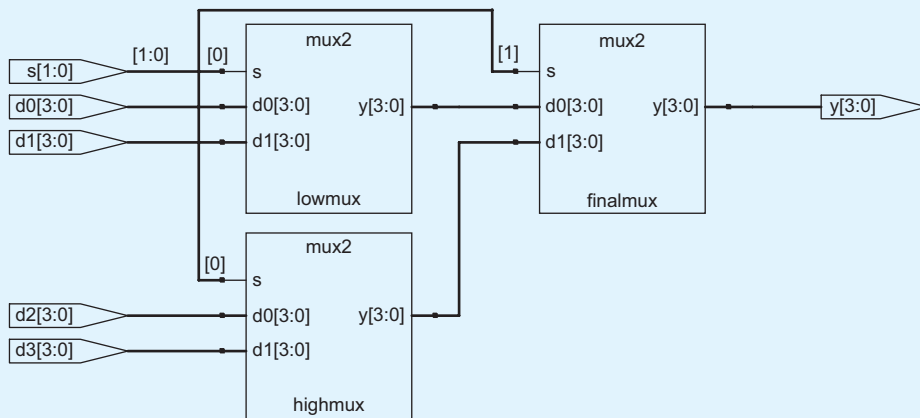 s[1:0]
[1:0]
[0]
d0[3:0]
d1[3:0]
mux2
s
d0[3:0]
y[3:0]
d1[3:0]
lowmux
[1]
mux2
s
d0[3:0]
y[3:0]
d1[3:0]
finalmux
y[3:0]
[0]
d2[3:0]
d3[3:0]
mux2
s
d0[3:0]
y[3:0]
d1[3:0]
highmux